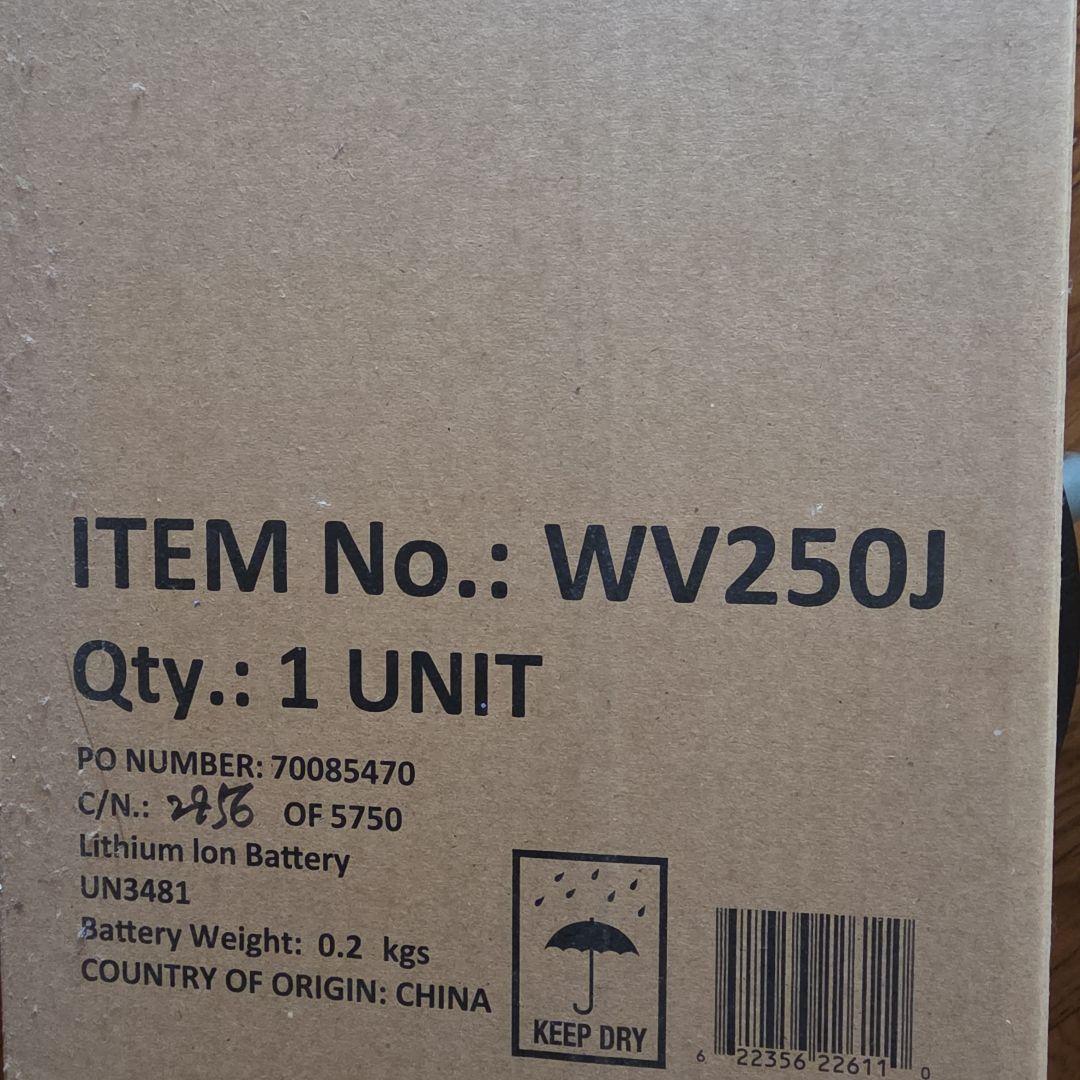 ITEM No.: WV250J
Qty.: 1 UNIT
PO NUMBER: 70085470
C/N.: 2856 OF 5750
Lithium Ion Battery
UN3481
Battery Weight: 0.2 kgs
COUNTRY OF ORIGIN: CHINA
KEEP DRY
6 22356 22611 0